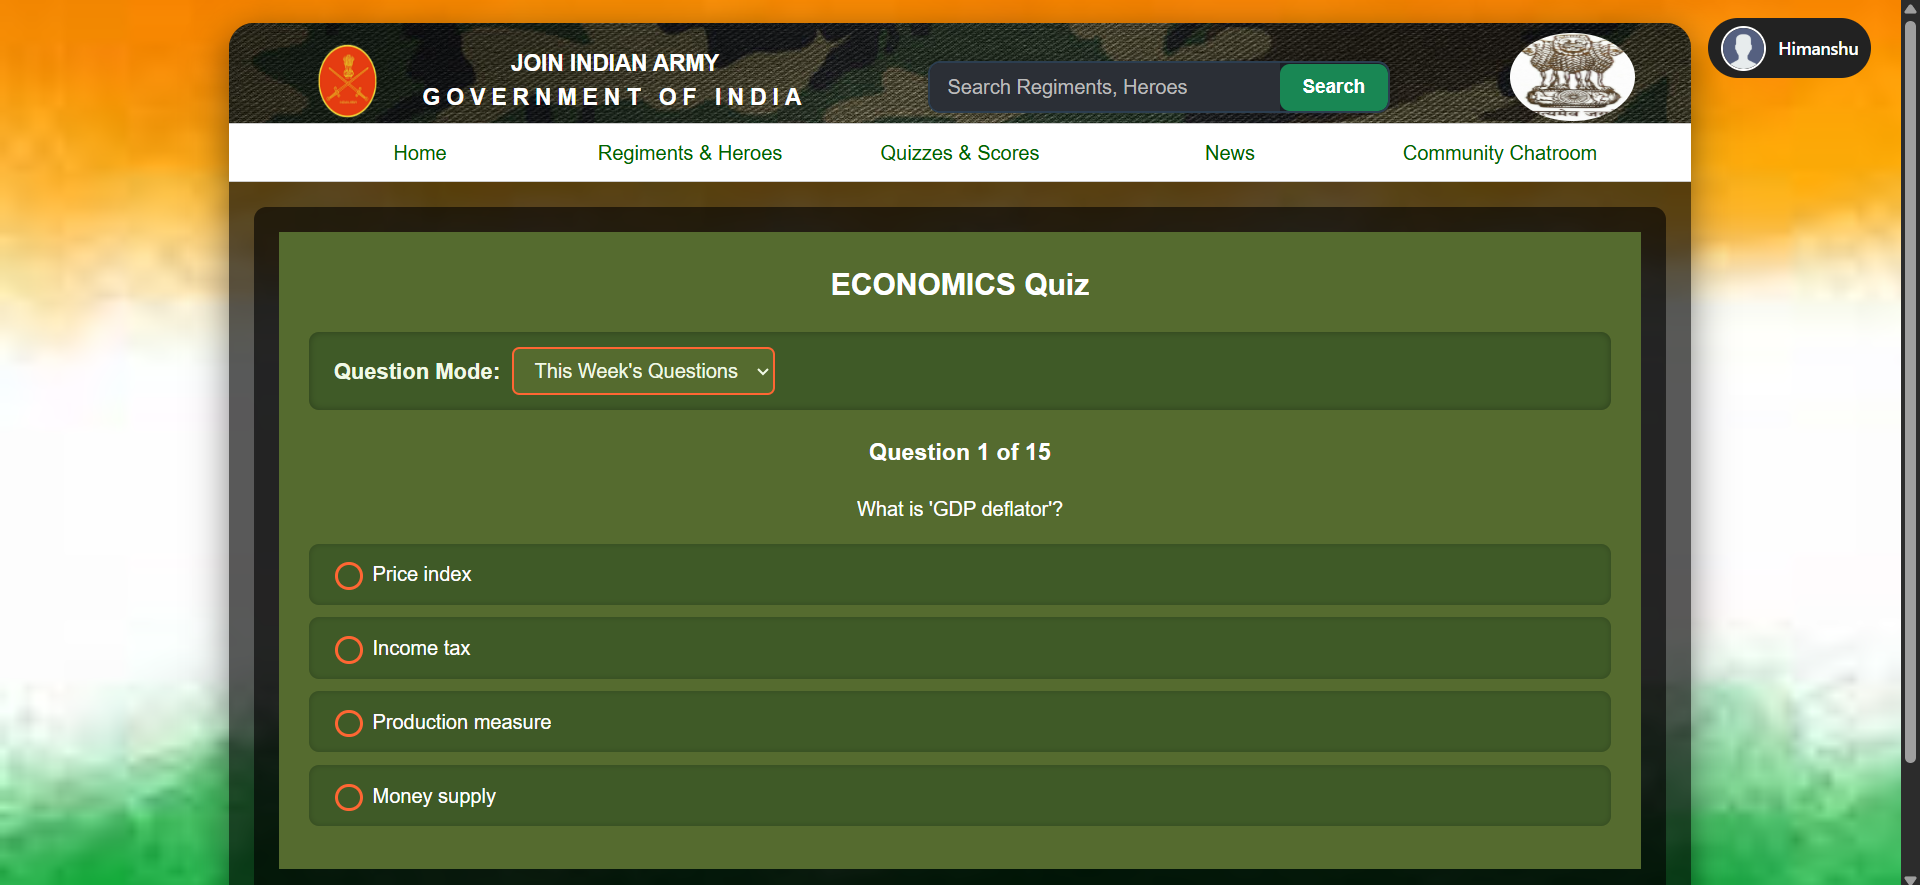 JOIN INDIAN ARMY
GOVERNMENT OF INDIA
Search Regiments, Heroes
Search
Himanshu
Home
Regiments & Heroes
Quizzes & Scores
News
Community Chatroom
ECONOMICS Quiz
Question Mode:
This Week's Questions
Question 1 of 15
What is 'GDP deflator'?
Price index
Income tax
Production measure
Money supply